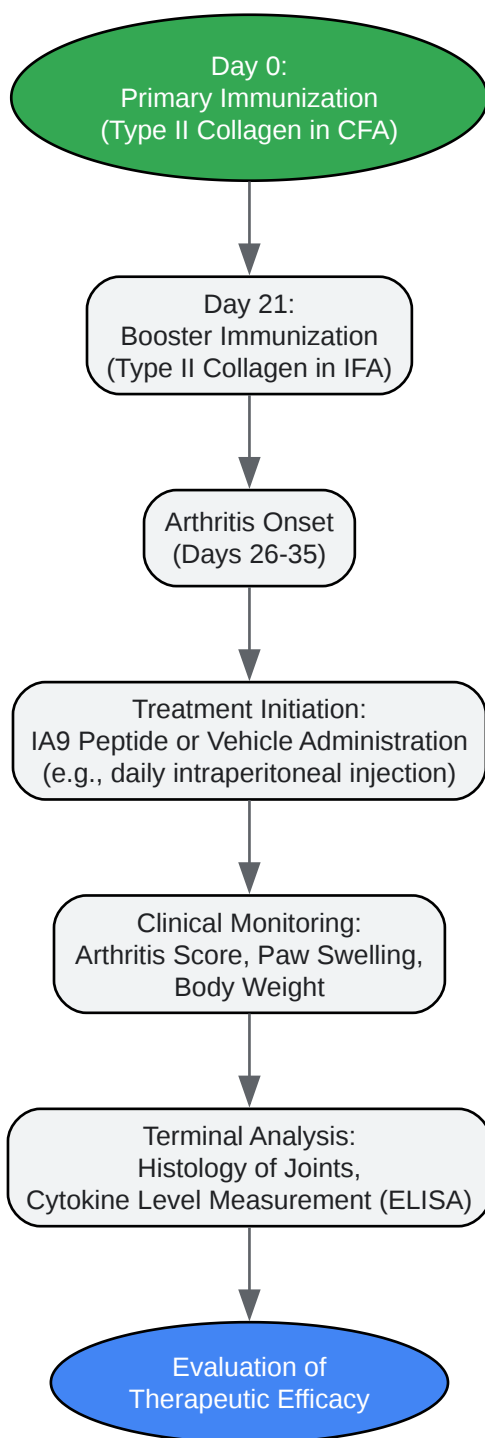 Day 0:
Primary Immunization
(Type II Collagen in CFA)
Day 21:
Booster Immunization
(Type II Collagen in IFA)
Arthritis Onset
(Days 26-35)
Treatment Initiation:
IA9 Peptide or Vehicle Administration
(e.g., daily intraperitoneal injection)
Clinical Monitoring:
Arthritis Score, Paw Swelling,
Body Weight
Terminal Analysis:
Histology of Joints,
Cytokine Level Measurement (ELISA)
Evaluation of
Therapeutic Efficacy